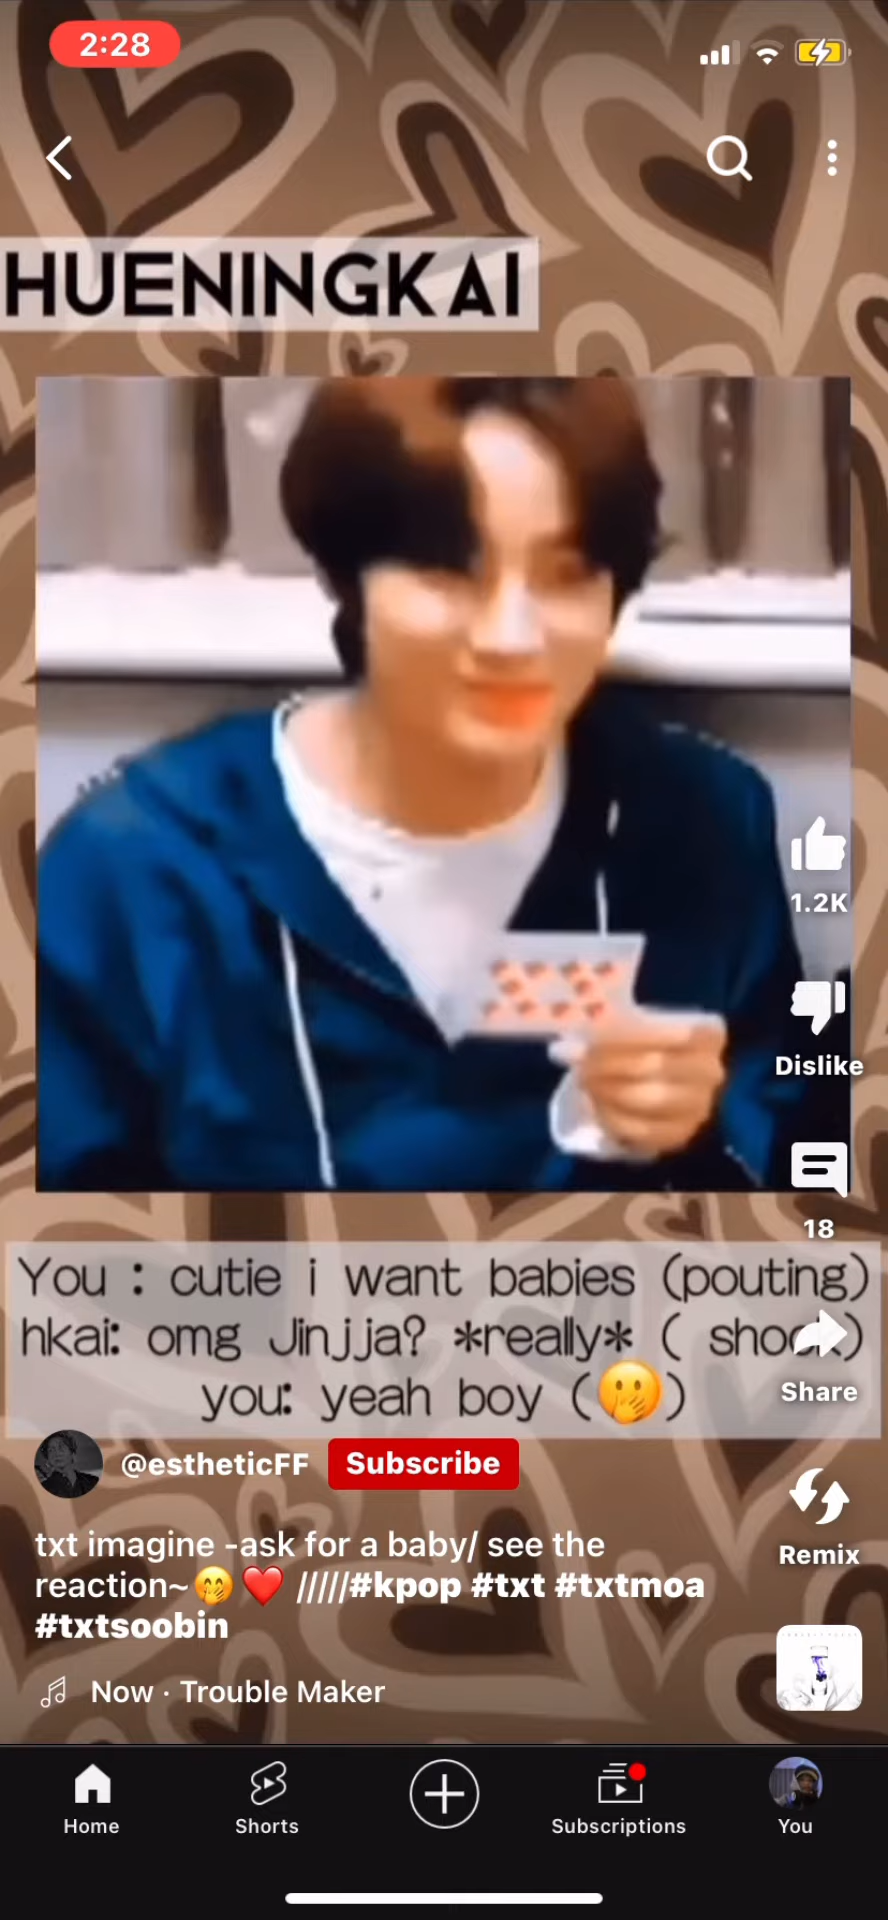 2:28
HUENINGKAI
1.2K
Dislike
18
You : cutie i want babies (pouting)
hkai: omg Jinjja? *really* ( shock)
you: yeah boy (🫢)
Share
@estheticFF Subscribe
txt imagine -ask for a baby/ see the
reaction~🤭❤️ /////#kpop #txt #txtmoa
#txtsoobin
Remix
Now · Trouble Maker
Home
Shorts
Subscriptions
You